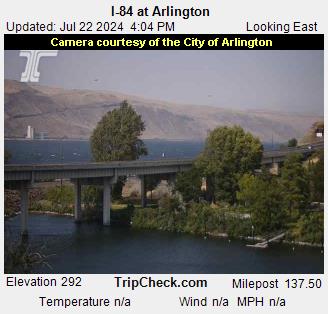 I-84 at Arlington
Updated: Jul 22 2024 4:04 PM Looking East
Camera courtesy of the City of Arlington
Elevation 292 TripCheck.com Milepost 137.50
Temperature n/a Wind n/a MPH n/a